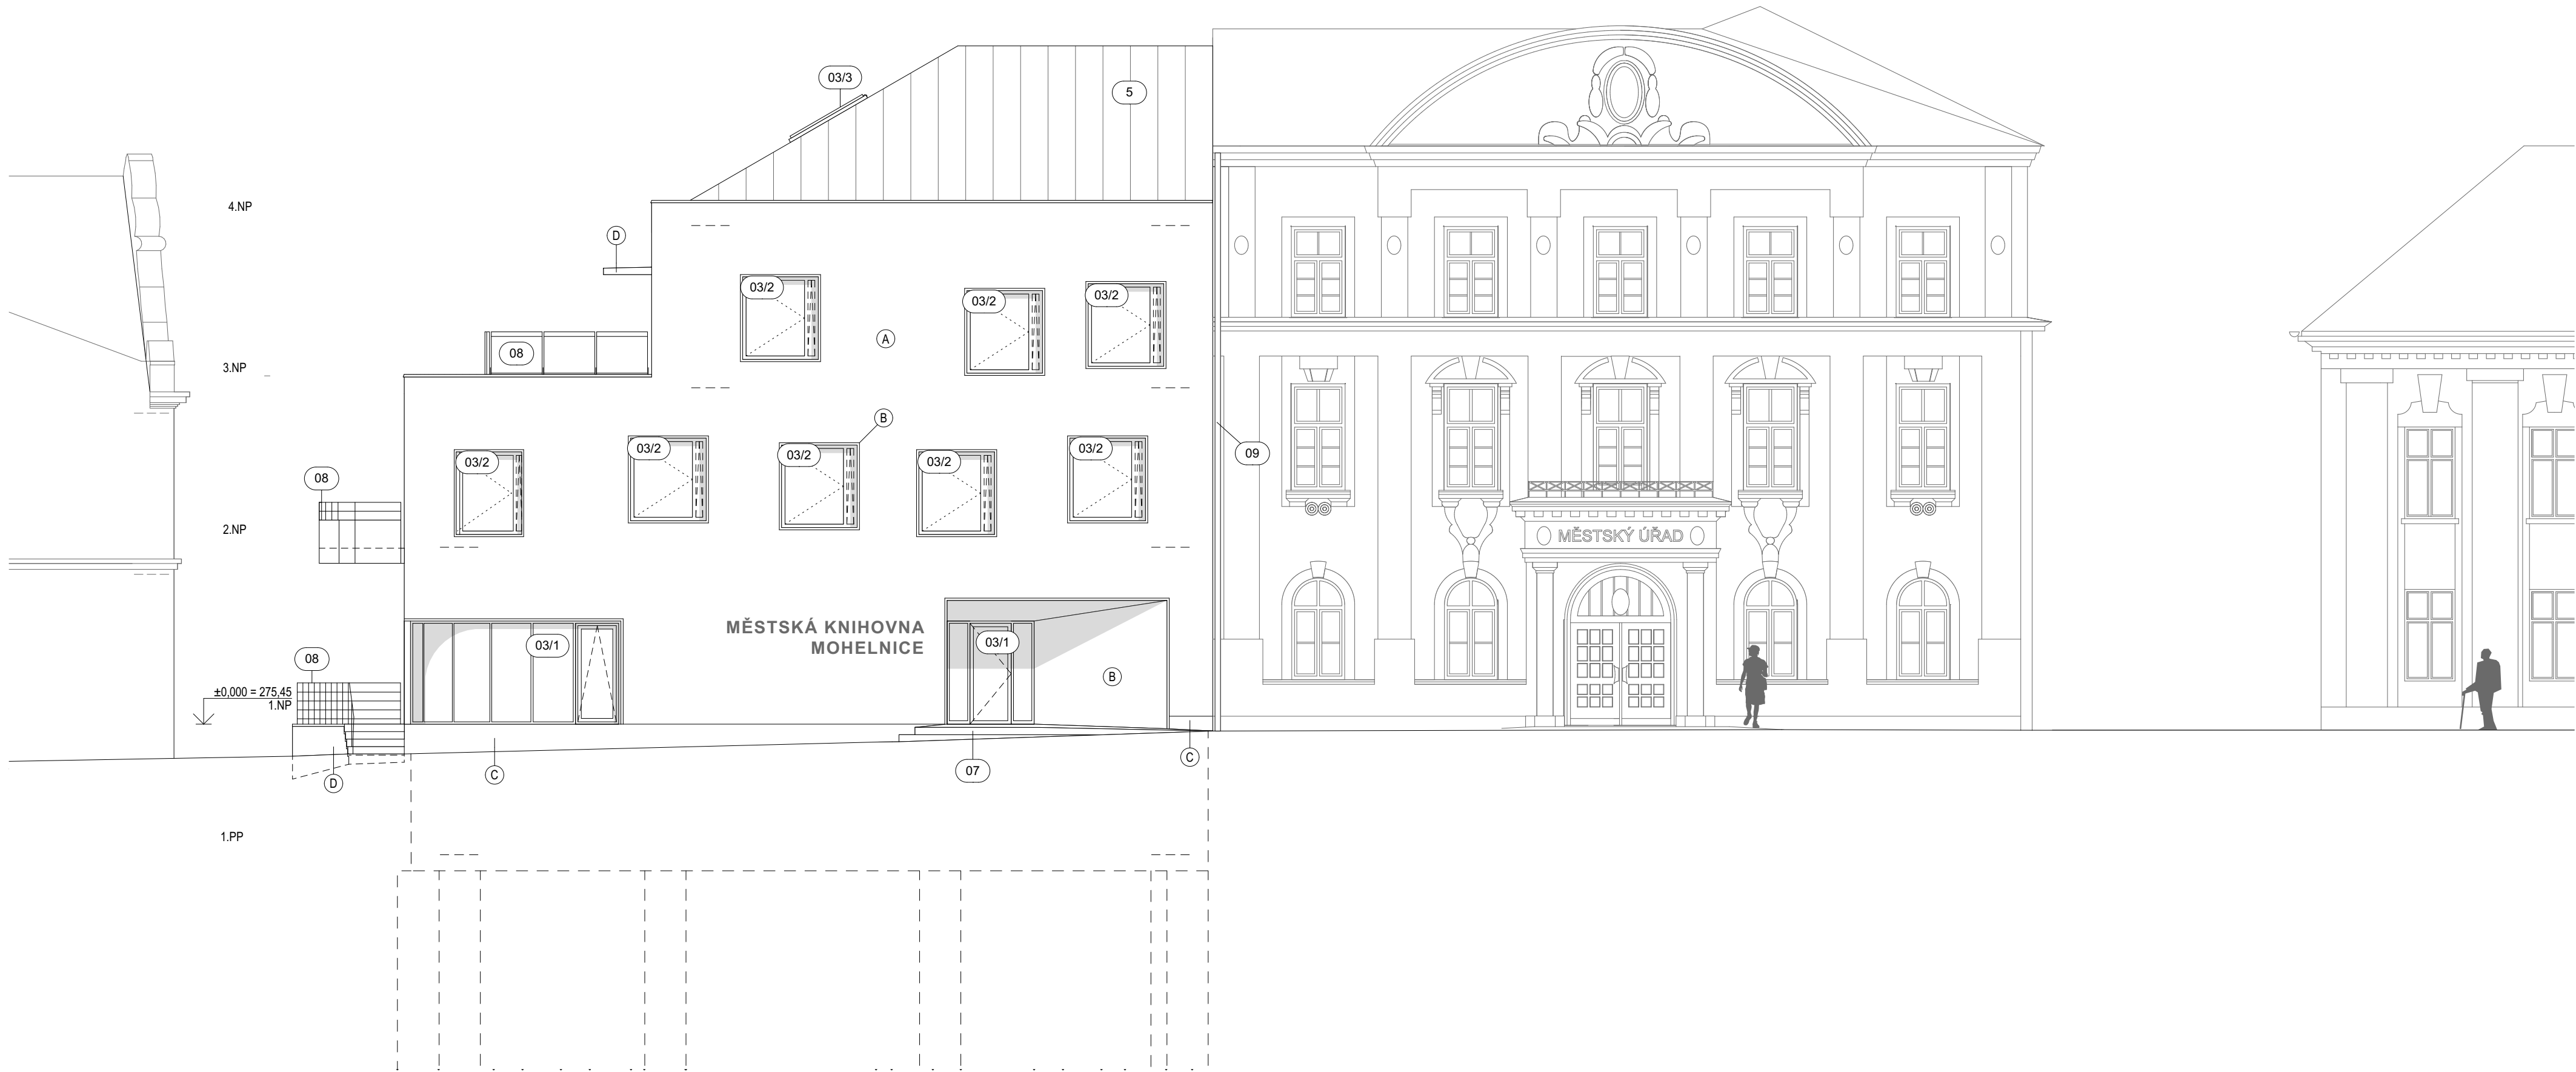 03/3
5
4.NP
D
03/2
03/2
03/2
A
08
3.NP
B
03/2
03/2
03/2
03/2
03/2
09
08
2.NP
MĚSTSKÝ ÚŘAD
MĚSTSKÁ KNIHOVNA
MOHELNICE
03/1
03/1
08
B
±0,000 = 275,45
1.NP
D
C
07
C
1.PP